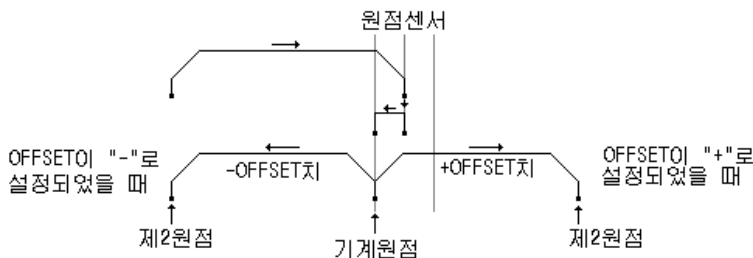 원점센서
OFFSET이 "-"로
설정되었을 때
-OFFSET치
+OFFSET치
OFFSET이 "+"로
설정되었을 때
제2원점
기계원점
제2원점